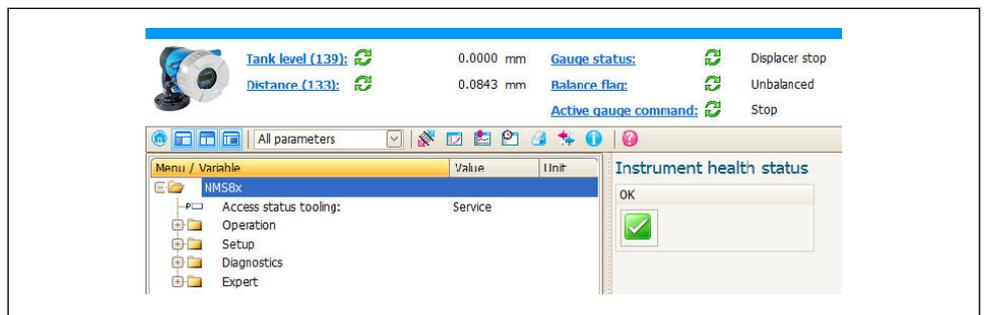 Tank level (139): 0.0000 mm Gauge status: Displacer stop
Distance (133): 0.0843 mm Balance flag: Unbalanced
Active gauge command: Stop
All parameters
Menu / Variable Value Unit
NMS8x
Access status tooling: Service
Operation
Setup
Diagnostics
Expert
Instrument health status
OK